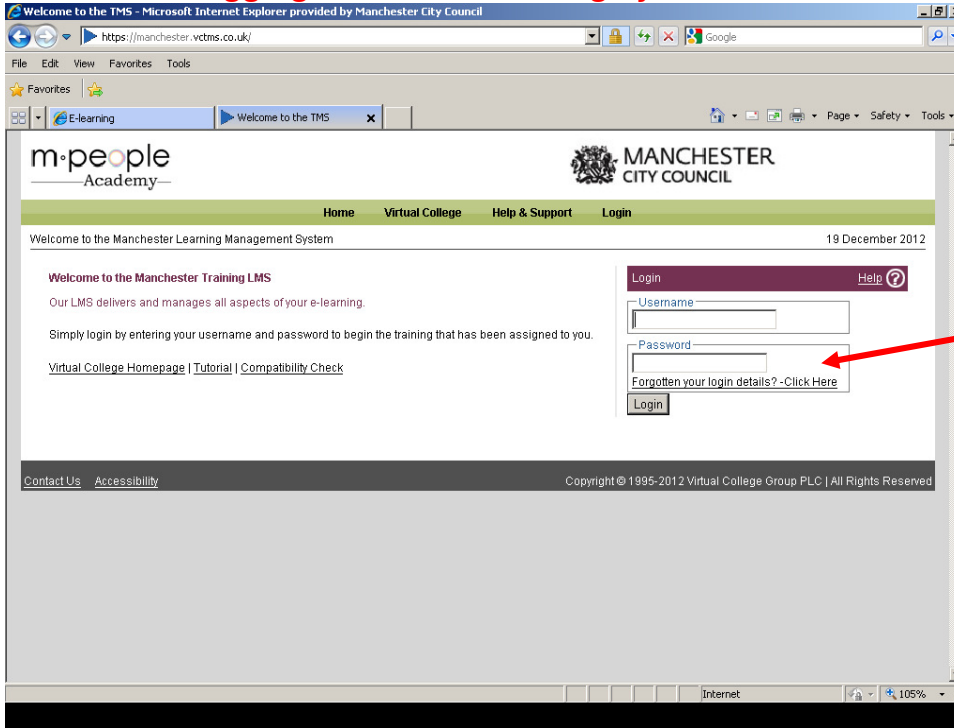 Welcome to the TMS - Microsoft Internet Explorer provided by Manchester City Council
https://manchester.vctms.co.uk/
Google
File Edit View Favorites Tools
Favorites
E-learning Welcome to the TMS x Page Safety Tools
m·people
Academy
MANCHESTER
CITY COUNCIL
Home Virtual College Help & Support Login
Welcome to the Manchester Learning Management System 19 December 2012
Welcome to the Manchester Training LMS
Our LMS delivers and manages all aspects of your e-learning.
Simply login by entering your username and password to begin the training that has been assigned to you.
Virtual College Homepage | Tutorial | Compatibility Check
Login Help ?
Username
Password
Forgotten your login details? -Click Here
Login
Contact Us Accessibility Copyright © 1995-2012 Virtual College Group PLC | All Rights Reserved
Internet 105%